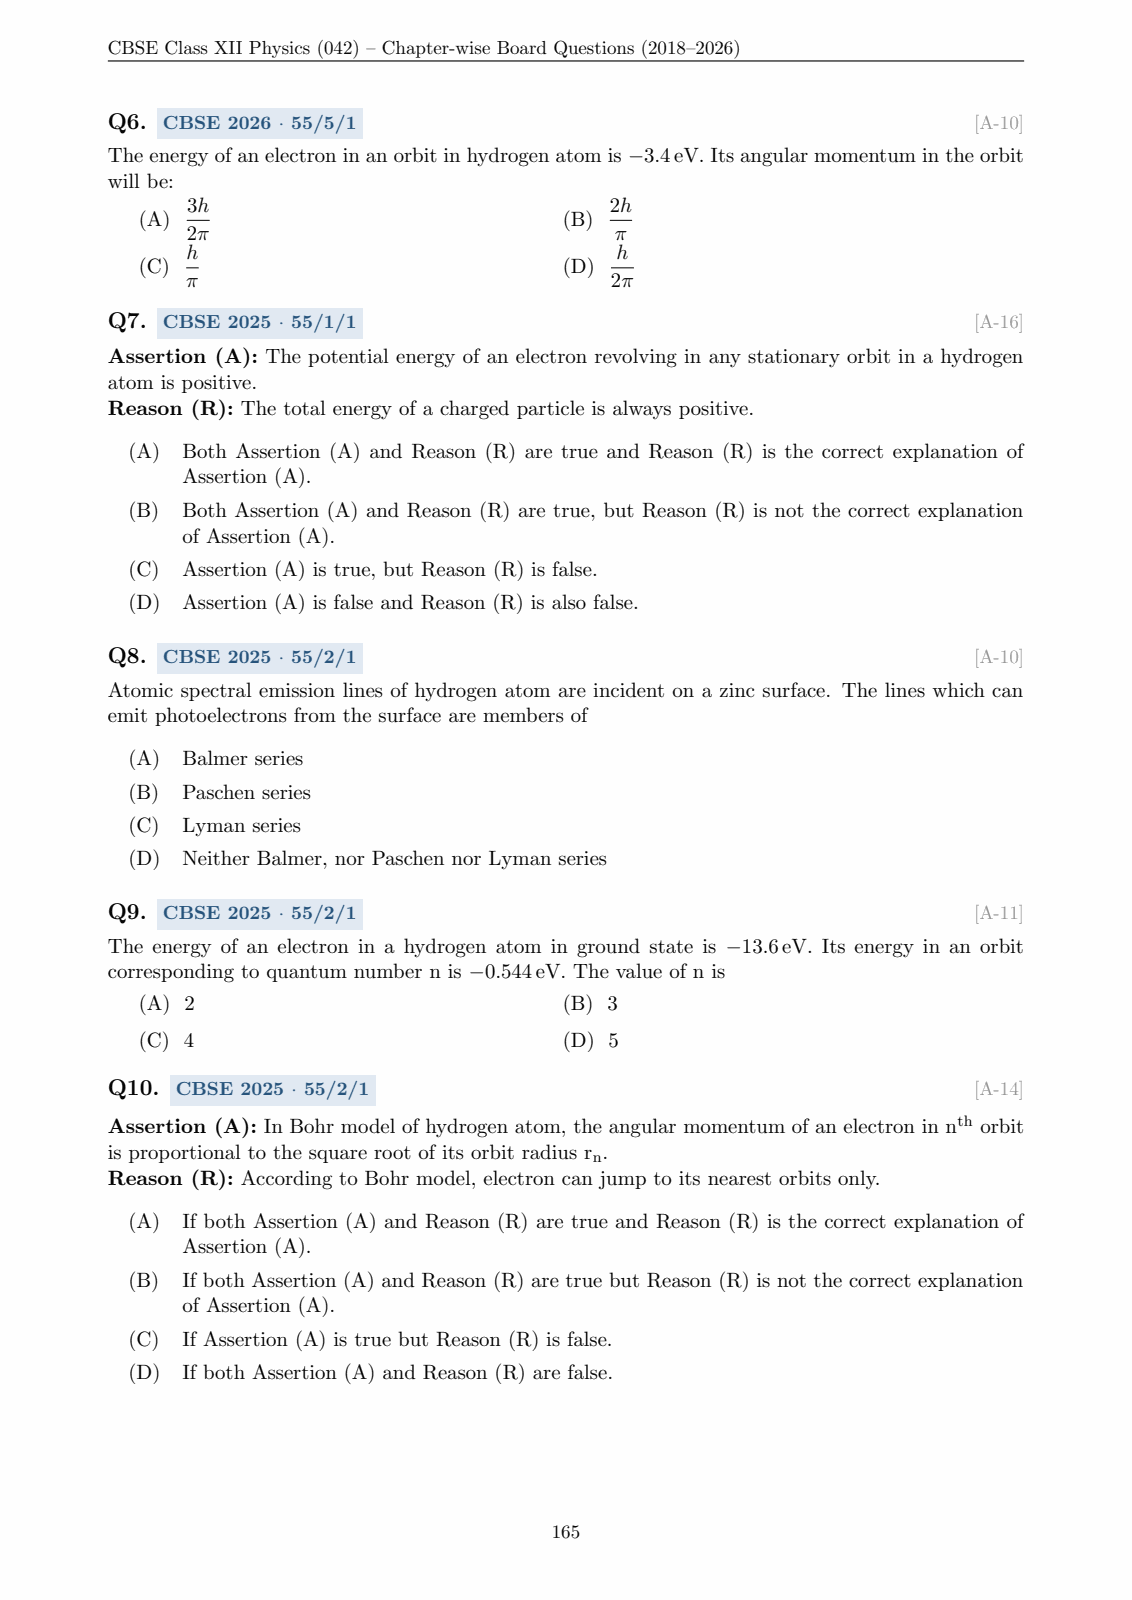 CBSE Class XII Physics (042) – Chapter-wise Board Questions (2018–2026)
Q6. CBSE 2026 · 55/5/1 [A-10]
The energy of an electron in an orbit in hydrogen atom is −3.4 eV. Its angular momentum in the orbit
will be:
(A) 3h/2π (B) 2h/π
(C) h/π (D) h/2π
Q7. CBSE 2025 · 55/1/1 [A-16]
Assertion (A): The potential energy of an electron revolving in any stationary orbit in a hydrogen
atom is positive.
Reason (R): The total energy of a charged particle is always positive.
(A) Both Assertion (A) and Reason (R) are true and Reason (R) is the correct explanation of
Assertion (A).
(B) Both Assertion (A) and Reason (R) are true, but Reason (R) is not the correct explanation
of Assertion (A).
(C) Assertion (A) is true, but Reason (R) is false.
(D) Assertion (A) is false and Reason (R) is also false.
Q8. CBSE 2025 · 55/2/1 [A-10]
Atomic spectral emission lines of hydrogen atom are incident on a zinc surface. The lines which can
emit photoelectrons from the surface are members of
(A) Balmer series
(B) Paschen series
(C) Lyman series
(D) Neither Balmer, nor Paschen nor Lyman series
Q9. CBSE 2025 · 55/2/1 [A-11]
The energy of an electron in a hydrogen atom in ground state is −13.6 eV. Its energy in an orbit
corresponding to quantum number n is −0.544 eV. The value of n is
(A) 2 (B) 3
(C) 4 (D) 5
Q10. CBSE 2025 · 55/2/1 [A-14]
Assertion (A): In Bohr model of hydrogen atom, the angular momentum of an electron in nᵗʰ orbit
is proportional to the square root of its orbit radius rₙ.
Reason (R): According to Bohr model, electron can jump to its nearest orbits only.
(A) If both Assertion (A) and Reason (R) are true and Reason (R) is the correct explanation of
Assertion (A).
(B) If both Assertion (A) and Reason (R) are true but Reason (R) is not the correct explanation
of Assertion (A).
(C) If Assertion (A) is true but Reason (R) is false.
(D) If both Assertion (A) and Reason (R) are false.
165